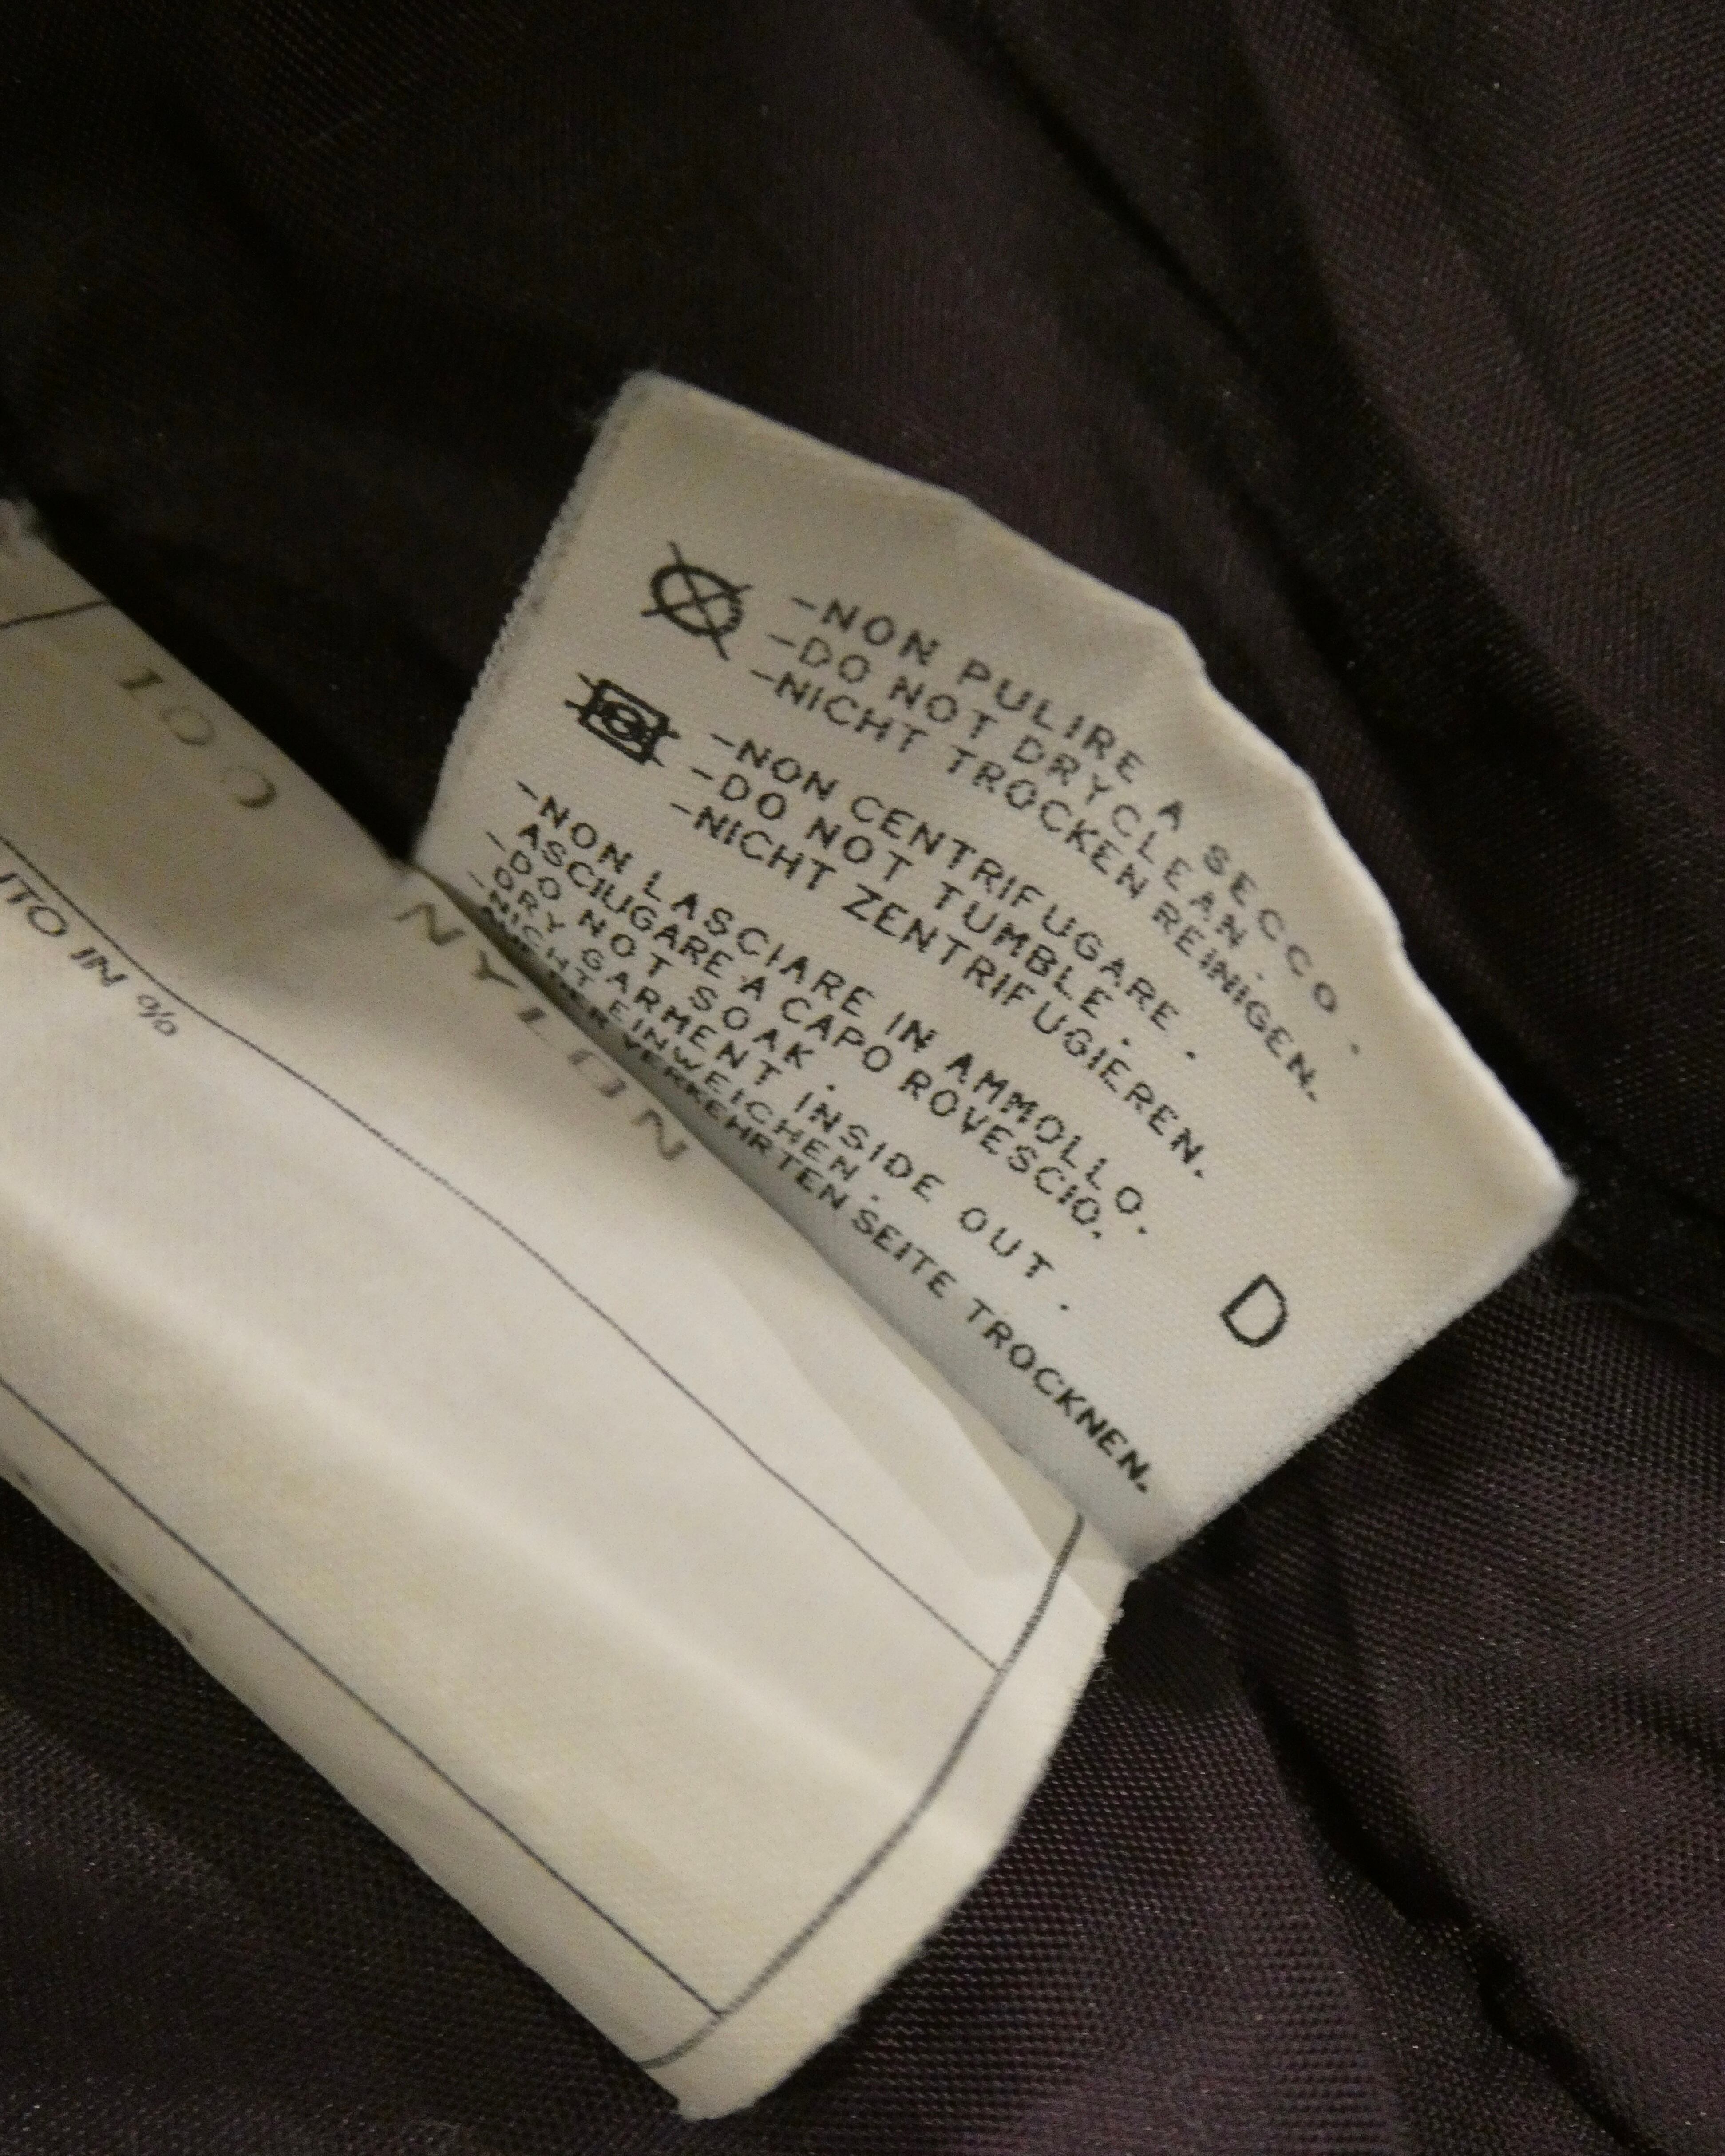 -NON PULIRE A SECCO.
-DO NOT DRYCLEAN.
-NICHT TROCKEN REINIGEN.
-NON CENTRIFUGARE.
-DO NOT TUMBLE.
-NICHT ZENTRIFUGIEREN.
-NON LASCIARE IN AMMOLLO.
ASCIUGARE A CAPO ROVESCIO.
-DO NOT SOAK.
DRY GARMENT INSIDE OUT.
-NICHT EINWEICHEN.
VERKEHRTEN SEITE TROCKNEN.
D
100 NYLON
IN %